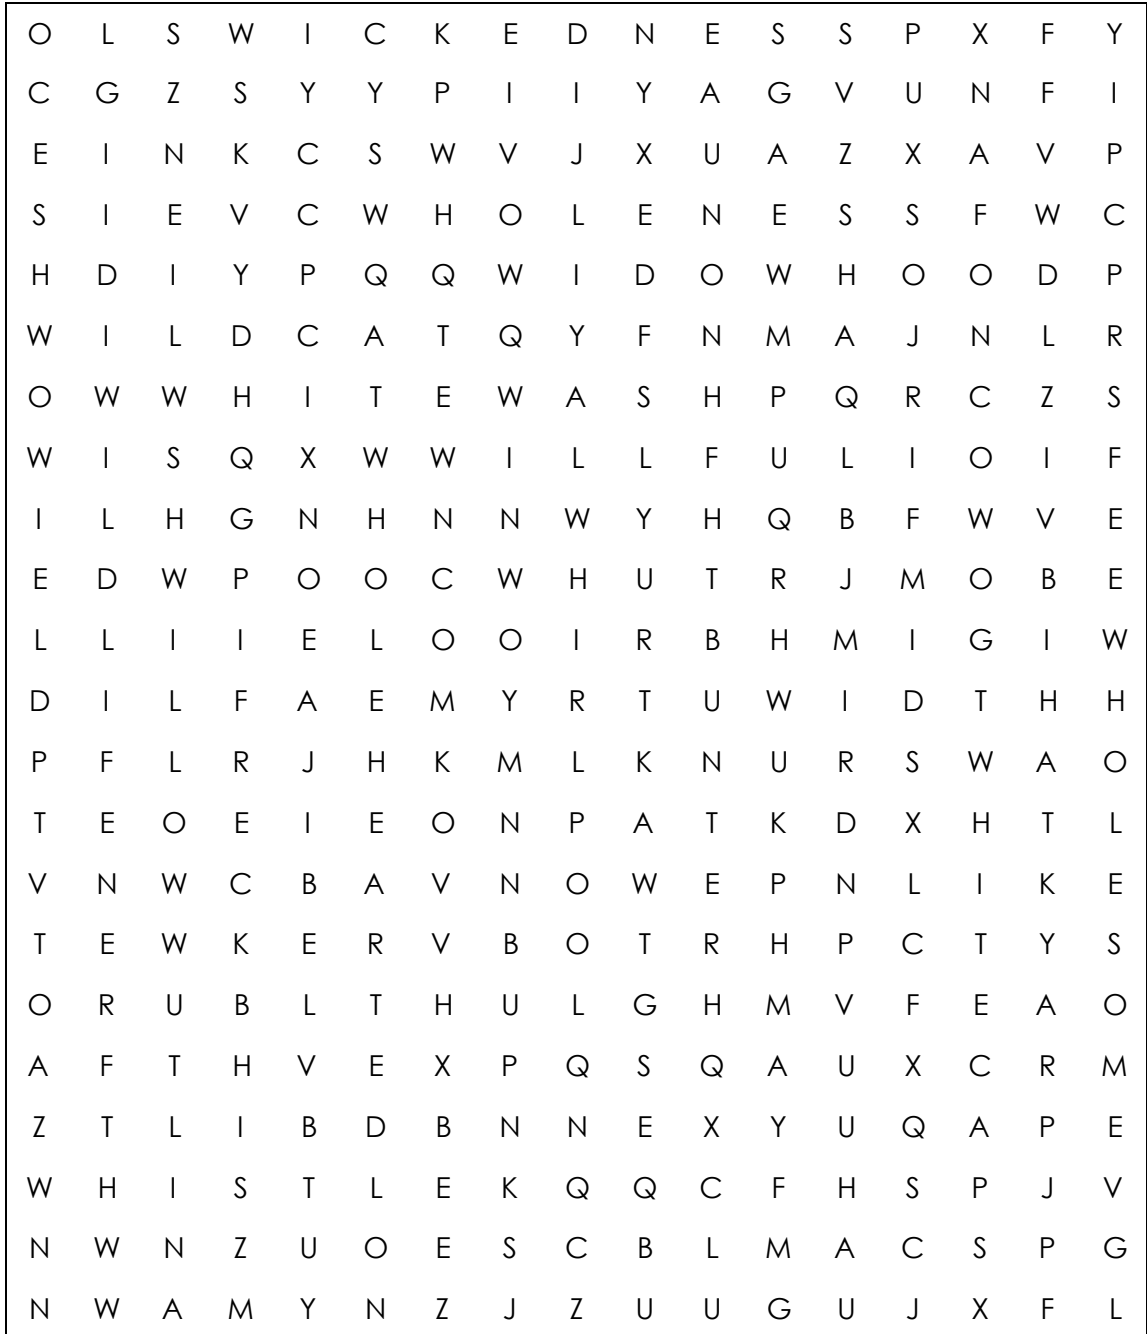 O L S W I C K E D N E S S P X F Y
C G Z S Y Y P I I Y A G V U N F I
E I N K C S W V J X U A Z X A V P
S I E V C W H O L E N E S S F W C
H D I Y P Q Q W I D O W H O O D P
W I L D C A T Q Y F N M A J N L R
O W W H I T E W A S H P Q R C Z S
W I S Q X W W I L L F U L I O I F
I L H G N H N N W Y H Q B F W V E
E D W P O O C W H U T R J M O B E
L L I I E L O O I R B H M I G I W
D I L F A E M Y R T U W I D T H H
P F L R J H K M L K N U R S W A O
T E O E I E O N P A T K D X H T L
V N W C B A V N O W E P N L I K E
T E W K E R V B O T R H P C T Y S
O R U B L T H U L G H M V F E A O
A F T H V E X P Q S Q A U X C R M
Z T L I B D B N N E X Y U Q A P E
W H I S T L E K Q Q C F H S P J V
N W N Z U O E S C B L M A C S P G
N W A M Y N Z J Z U U G U J X F L